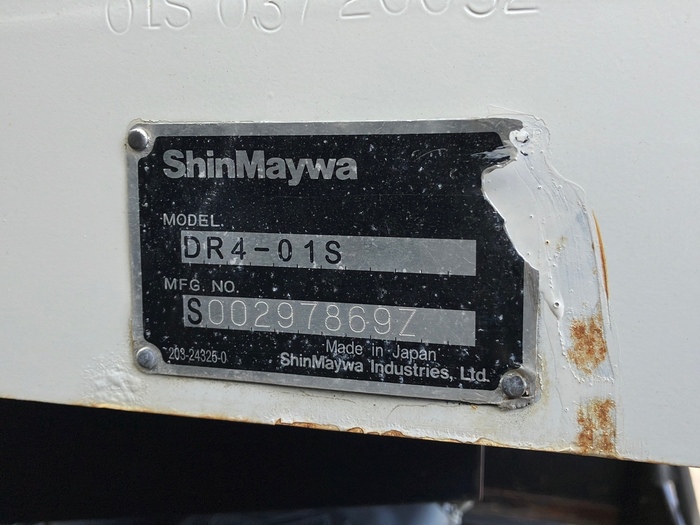 ShinMaywa
MODEL.
DR4-01S
MFG. NO.
S00297869Z
Made in Japan
203-24325-0
ShinMaywa Industries, Ltd.